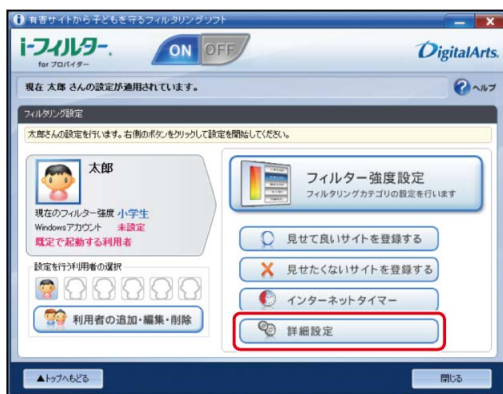 有害サイトから子どもを守るフィルタリングソフト
i-フィルター®
for プロバイダー
ON OFF
DigitalArts®
現在 太郎 さんの設定が適用されています。
ヘルプ
フィルタリング設定
太郎さんの設定を行います。右側のボタンをクリックして設定を開始してください。
太郎
現在のフィルター強度 小学生
Windowsアカウント 未設定
既定で起動する利用者
設定を行う利用者の選択
利用者の追加・編集・削除
フィルター強度設定
フィルタリングカテゴリの設定を行います
見せて良いサイトを登録する
見せたくないサイトを登録する
インターネットタイマー
詳細設定
▲トップへもどる
閉じる